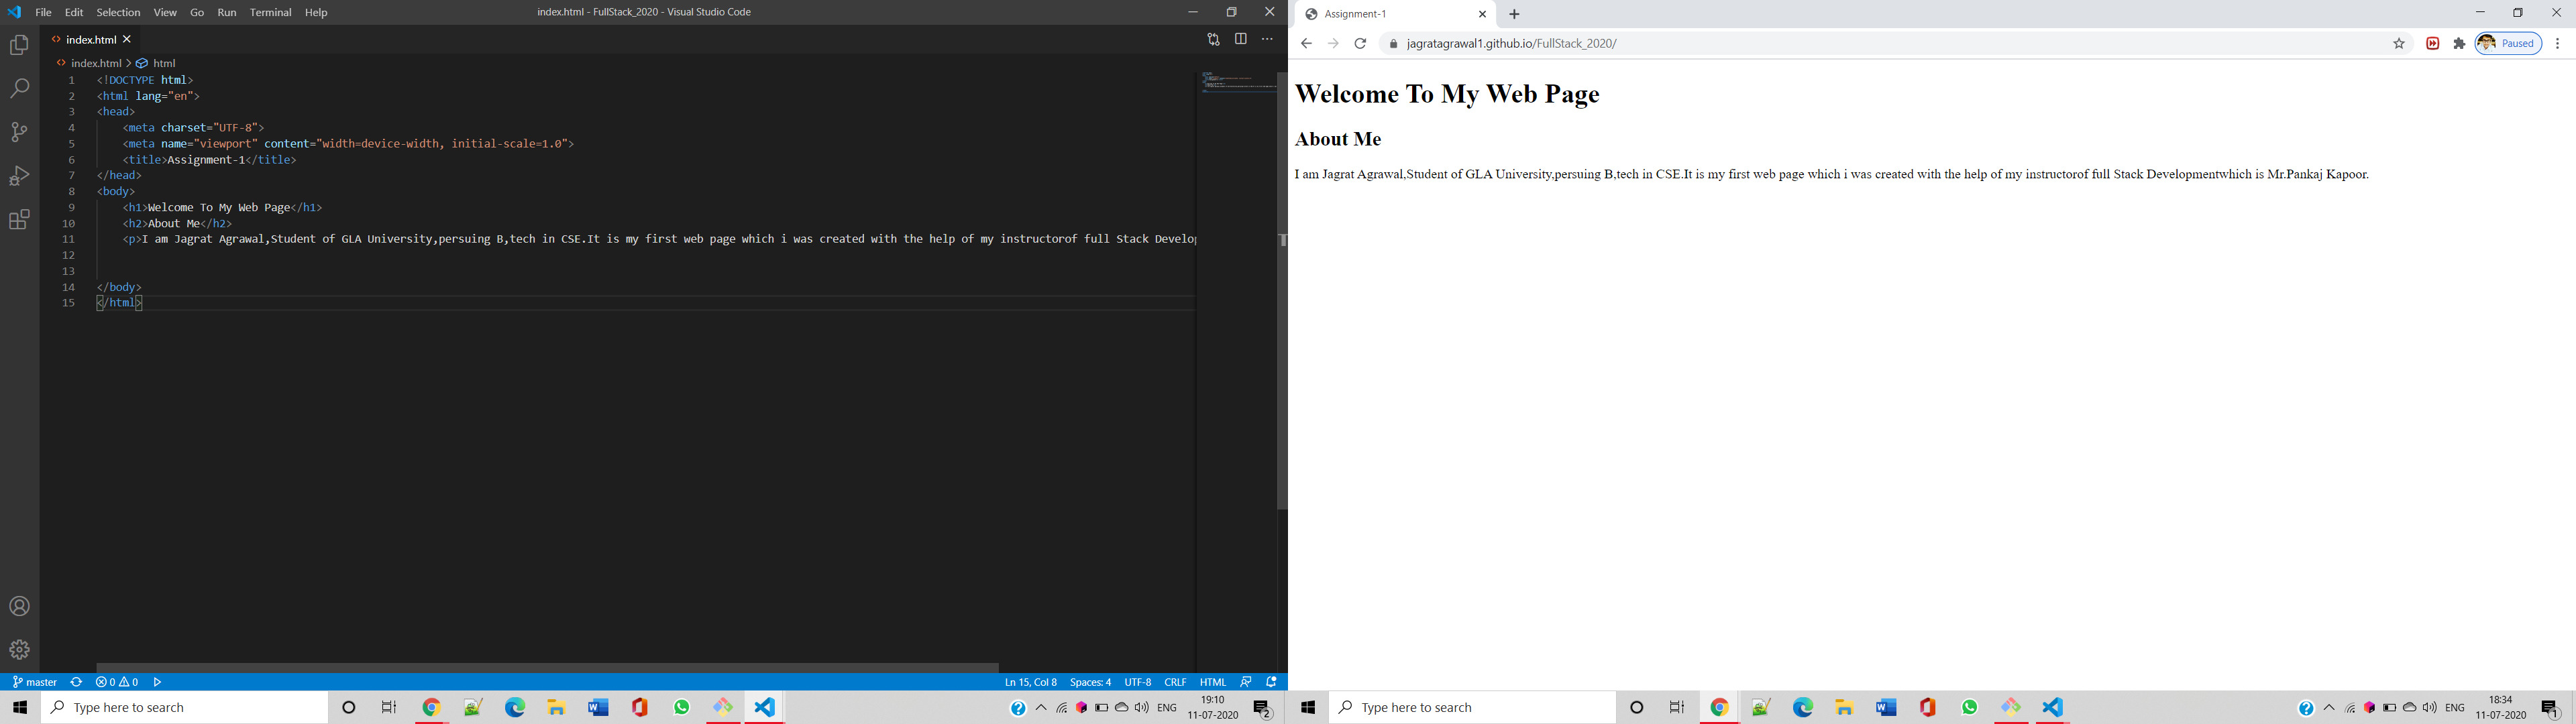 File Edit Selection View Go Run Terminal Help index.html - FullStack_2020 - Visual Studio Code
index.html
index.html > html
1 <!DOCTYPE html>
2 <html lang="en">
3 <head>
4 <meta charset="UTF-8">
5 <meta name="viewport" content="width=device-width, initial-scale=1.0">
6 <title>Assignment-1</title>
7 </head>
8 <body>
9 <h1>Welcome To My Web Page</h1>
10 <h2>About Me</h2>
11 <p>I am Jagrat Agrawal,Student of GLA University,persuing B,tech in CSE.It is my first web page which i was created with the help of my instructorof full Stack Develop
12
13
14 </body>
15 </html>
master 0 0 Ln 15, Col 8 Spaces: 4 UTF-8 CRLF HTML
Type here to search ENG 19:10
11-07-2020 2
Assignment-1
jagratagrawal1.github.io/FullStack_2020/ Paused
Welcome To My Web Page
About Me
I am Jagrat Agrawal,Student of GLA University,persuing B,tech in CSE.It is my first web page which i was created with the help of my instructorof full Stack Developmentwhich is Mr.Pankaj Kapoor.
Type here to search ENG 18:34
11-07-2020 1